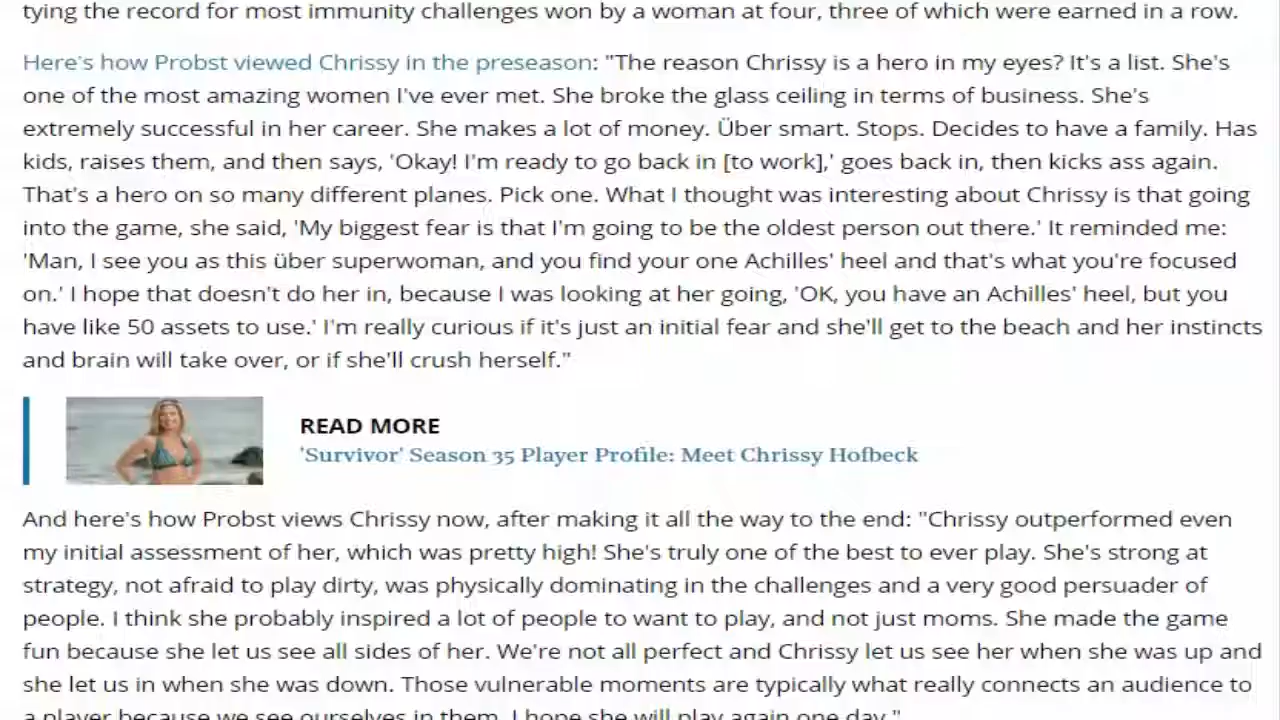 tying the record for most immunity challenges won by a woman at four, three of which were earned in a row.
Here's how Probst viewed Chrissy in the preseason: "The reason Chrissy is a hero in my eyes? It's a list. She's
one of the most amazing women I've ever met. She broke the glass ceiling in terms of business. She's
extremely successful in her career. She makes a lot of money. Über smart. Stops. Decides to have a family. Has
kids, raises them, and then says, 'Okay! I'm ready to go back in [to work],' goes back in, then kicks ass again.
That's a hero on so many different planes. Pick one. What I thought was interesting about Chrissy is that going
into the game, she said, 'My biggest fear is that I'm going to be the oldest person out there.' It reminded me:
'Man, I see you as this über superwoman, and you find your one Achilles' heel and that's what you're focused
on.' I hope that doesn't do her in, because I was looking at her going, 'OK, you have an Achilles' heel, but you
have like 50 assets to use.' I'm really curious if it's just an initial fear and she'll get to the beach and her instincts
and brain will take over, or if she'll crush herself."
READ MORE
'Survivor' Season 35 Player Profile: Meet Chrissy Hofbeck
And here's how Probst views Chrissy now, after making it all the way to the end: "Chrissy outperformed even
my initial assessment of her, which was pretty high! She's truly one of the best to ever play. She's strong at
strategy, not afraid to play dirty, was physically dominating in the challenges and a very good persuader of
people. I think she probably inspired a lot of people to want to play, and not just moms. She made the game
fun because she let us see all sides of her. We're not all perfect and Chrissy let us see her when she was up and
she let us in when she was down. Those vulnerable moments are typically what really connects an audience to
a player because we see ourselves in them. I hope she will play again one day."